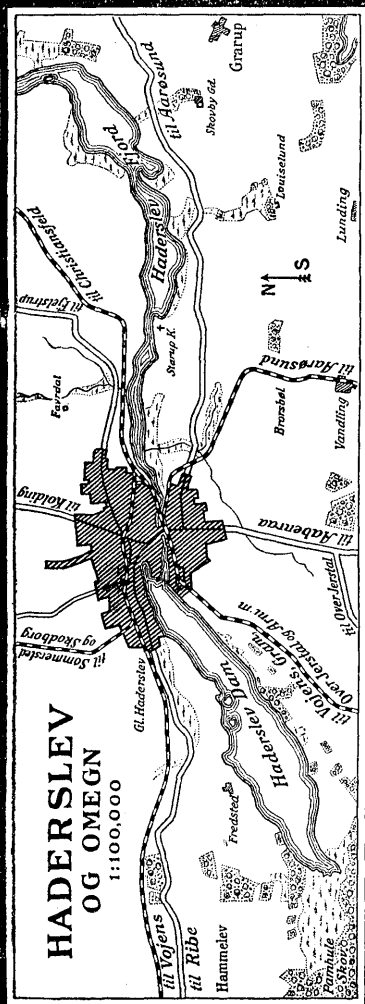 HADERSLEV
OG OMEGN
1:100,000
til Vojens
til Ribe
Hammelev
Pamhule
Skov.
Fredsted
Haderslev Dam
Gl. Haderslev
til Sommersted
og Skodborg
til Kolding
til Fjelstrup
til Christiansfeld
Favrdal
Starup K.
Haderslev
Fjord
til Aarøsund
Skovby Gd.
Grarup
Louiselund
Lunding
N
S
til Aarøsund
Brorsbøl
Vandling
til Aabenraa
til Over Jerstal
til Vojens, Gram,
Over Jerstal og Arm. m